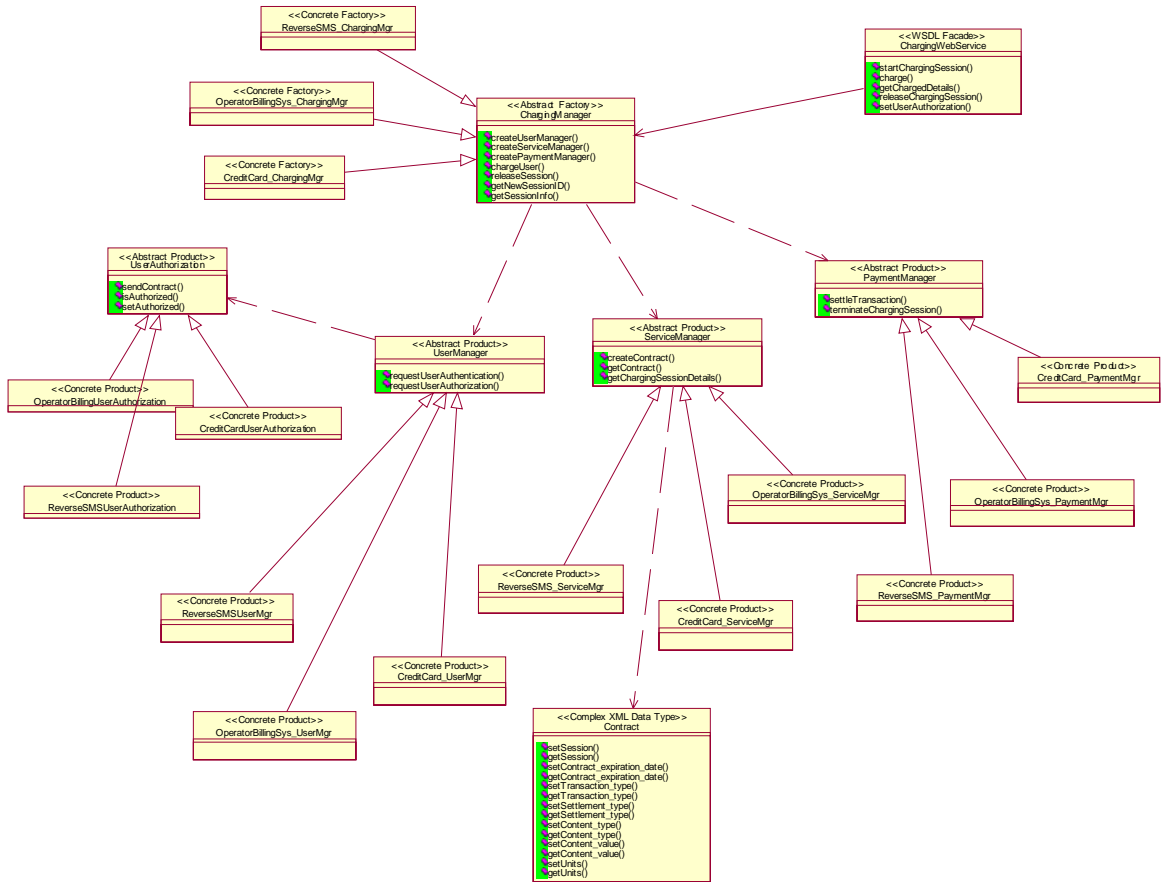 <<Concrete Factory>>
ReverseSMS_ChargingMgr
<<WSDL Facade>>
ChargingWebService
startChargingSession()
charge()
getChargedDetails()
releaseChargingSession()
setUserAuthorization()
<<Concrete Factory>>
OperatorBillingSys_ChargingMgr
<<Abstract Factory>>
ChargingManager
createUserManager()
createServiceManager()
createPaymentManager()
chargeUser()
releaseSession()
getNewSessionID()
getSessionInfo()
<<Concrete Factory>>
CreditCard_ChargingMgr
<<Abstract Product>>
UserAuthorization
sendContract()
isAuthorized()
setAuthorized()
<<Abstract Product>>
PaymentManager
settleTransaction()
terminateChargingSession()
<<Abstract Product>>
UserManager
requestUserAuthentication()
requestUserAuthorization()
<<Abstract Product>>
ServiceManager
createContract()
getContract()
getChargingSessionDetails()
<<Concrete Product>>
CreditCard_PaymentMgr
<<Concrete Product>>
OperatorBillingUserAuthorization
<<Concrete Product>>
CreditCardUserAuthorization
<<Concrete Product>>
ReverseSMSUserAuthorization
<<Concrete Product>>
OperatorBillingSys_ServiceMgr
<<Concrete Product>>
OperatorBillingSys_PaymentMgr
<<Concrete Product>>
ReverseSMS_ServiceMgr
<<Concrete Product>>
ReverseSMS_PaymentMgr
<<Concrete Product>>
ReverseSMSUserMgr
<<Concrete Product>>
CreditCard_ServiceMgr
<<Concrete Product>>
CreditCard_UserMgr
<<Concrete Product>>
OperatorBillingSys_UserMgr
<<Complex XML Data Type>>
Contract
setSession()
getSession()
setContract_expiration_date()
getContract_expiration_date()
setTransaction_type()
getTransaction_type()
setSettlement_type()
getSettlement_type()
setContent_type()
getContent_type()
setContent_value()
getContent_value()
setUnits()
getUnits()